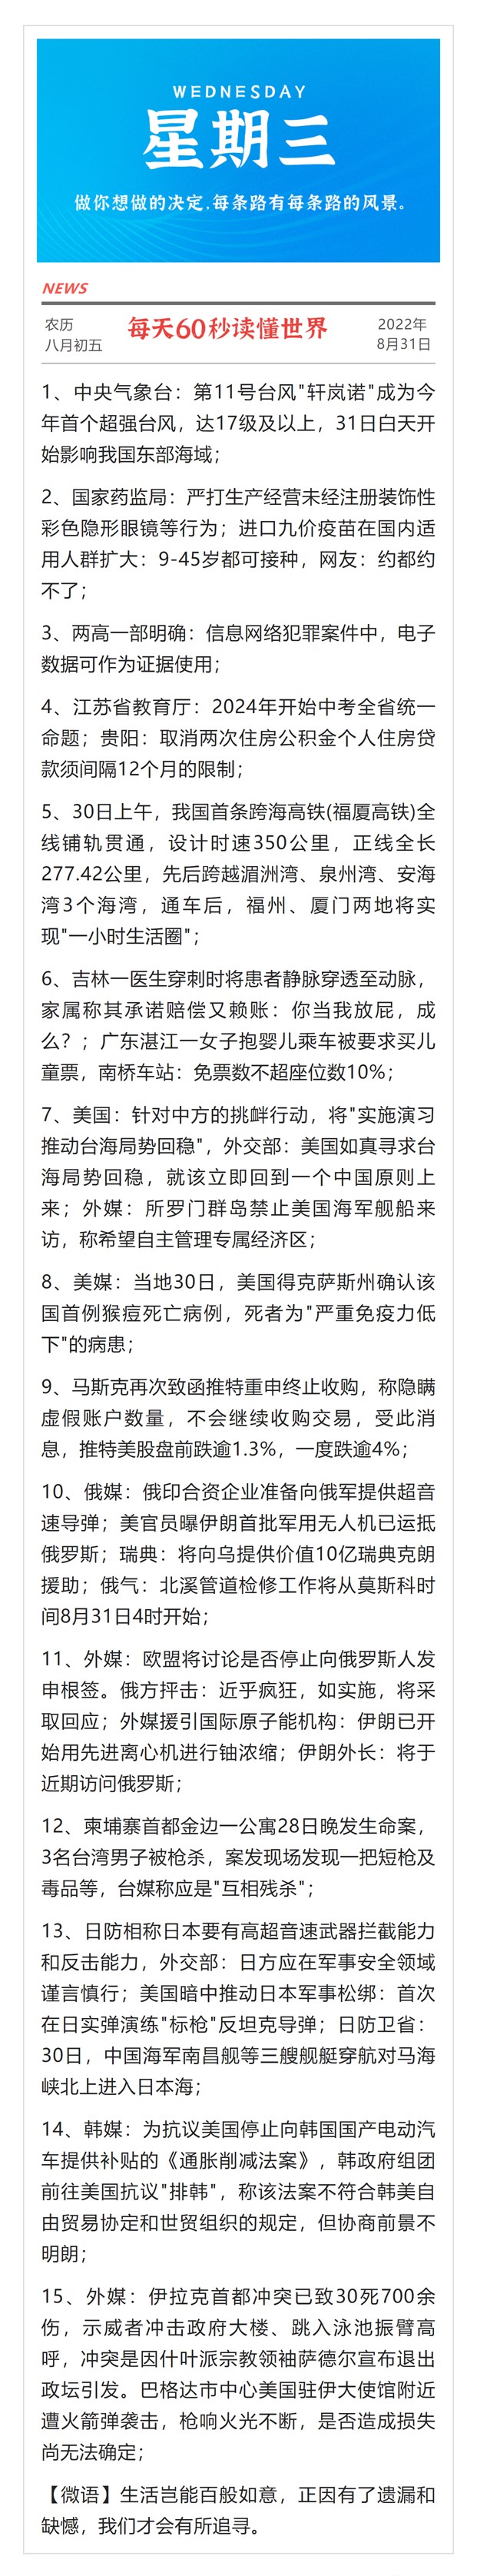 WEDNESDAY
星期三
做你想做的决定,每条路有每条路的风景。
NEWS
农历
八月初五
每天60秒读懂世界
2022年
8月31日
1、中央气象台：第11号台风"轩岚诺"成为今
年首个超强台风，达17级及以上，31日白天开
始影响我国东部海域；
2、国家药监局：严打生产经营未经注册装饰性
彩色隐形眼镜等行为；进口九价疫苗在国内适
用人群扩大：9-45岁都可接种，网友：约都约
不了；
3、两高一部明确：信息网络犯罪案件中，电子
数据可作为证据使用；
4、江苏省教育厅：2024年开始中考全省统一
命题；贵阳：取消两次住房公积金个人住房贷
款须间隔12个月的限制；
5、30日上午，我国首条跨海高铁(福厦高铁)全
线铺轨贯通，设计时速350公里，正线全长
277.42公里，先后跨越湄洲湾、泉州湾、安海
湾3个海湾，通车后，福州、厦门两地将实
现"一小时生活圈"；
6、吉林一医生穿刺时将患者静脉穿透至动脉，
家属称其承诺赔偿又赖账：你当我放屁，成
么？；广东湛江一女子抱婴儿乘车被要求买儿
童票，南桥车站：免票数不超座位数10%；
7、美国：针对中方的挑衅行动，将"实施演习
推动台海局势回稳"，外交部：美国如真寻求台
海局势回稳，就该立即回到一个中国原则上
来；外媒：所罗门群岛禁止美国海军舰船来
访，称希望自主管理专属经济区；
8、美媒：当地30日，美国得克萨斯州确认该
国首例猴痘死亡病例，死者为"严重免疫力低
下"的病患；
9、马斯克再次致函推特重申终止收购，称隐瞒
虚假账户数量，不会继续收购交易，受此消
息，推特美股盘前跌逾1.3%，一度跌逾4%；
10、俄媒：俄印合资企业准备向俄军提供超音
速导弹；美官员曝伊朗首批军用无人机已运抵
俄罗斯；瑞典：将向乌提供价值10亿瑞典克朗
援助；俄气：北溪管道检修工作将从莫斯科时
间8月31日4时开始；
11、外媒：欧盟将讨论是否停止向俄罗斯人发
申根签。俄方抨击：近乎疯狂，如实施，将采
取回应；外媒援引国际原子能机构：伊朗已开
始用先进离心机进行铀浓缩；伊朗外长：将于
近期访问俄罗斯；
12、柬埔寨首都金边一公寓28日晚发生命案，
3名台湾男子被枪杀，案发现场发现一把短枪及
毒品等，台媒称应是"互相残杀"；
13、日防相称日本要有高超音速武器拦截能力
和反击能力，外交部：日方应在军事安全领域
谨言慎行；美国暗中推动日本军事松绑：首次
在日实弹演练"标枪"反坦克导弹；日防卫省：
30日，中国海军南昌舰等三艘舰艇穿航对马海
峡北上进入日本海；
14、韩媒：为抗议美国停止向韩国国产电动汽
车提供补贴的《通胀削减法案》，韩政府组团
前往美国抗议"排韩"，称该法案不符合韩美自
由贸易协定和世贸组织的规定，但协商前景不
明朗；
15、外媒：伊拉克首都冲突已致30死700余
伤，示威者冲击政府大楼、跳入泳池振臂高
呼，冲突是因什叶派宗教领袖萨德尔宣布退出
政坛引发。巴格达市中心美国驻伊大使馆附近
遭火箭弹袭击，枪响火光不断，是否造成损失
尚无法确定；
【微语】生活岂能百般如意，正因有了遗漏和
缺憾，我们才会有所追寻。